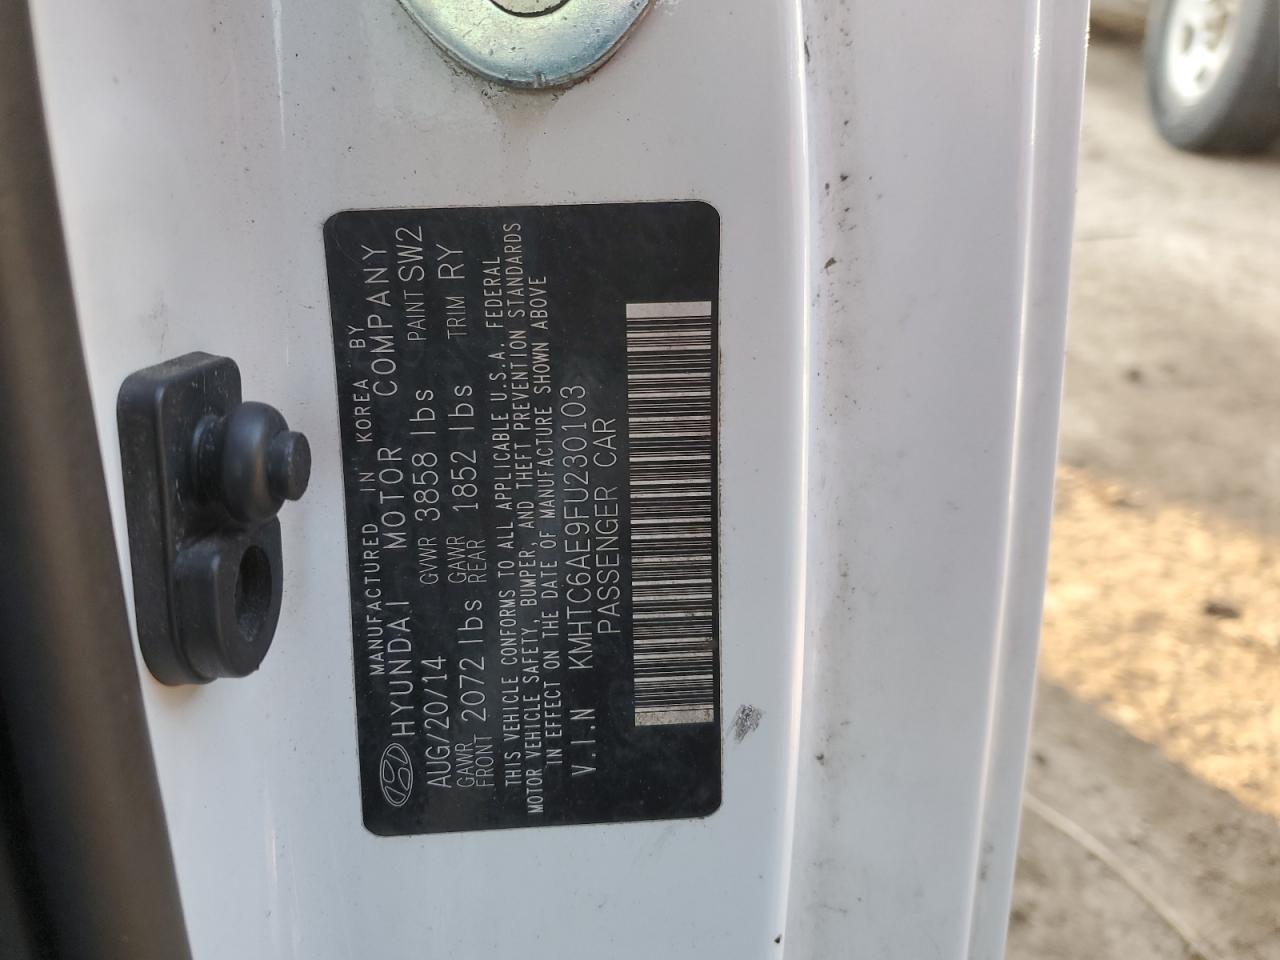 MANUFACTURED IN KOREA BY
HYUNDAI MOTOR COMPANY
AUG/20/14 GVWR 3858 lbs PAINT SW2
GAWR FRONT 2072 lbs GAWR REAR 1852 lbs TRIM RY
THIS VEHICLE CONFORMS TO ALL APPLICABLE U.S.A. FEDERAL
MOTOR VEHICLE SAFETY, BUMPER, AND THEFT PREVENTION STANDARDS
IN EFFECT ON THE DATE OF MANUFACTURE SHOWN ABOVE
V.I.N KMHTC6AE9FU230103
PASSENGER CAR